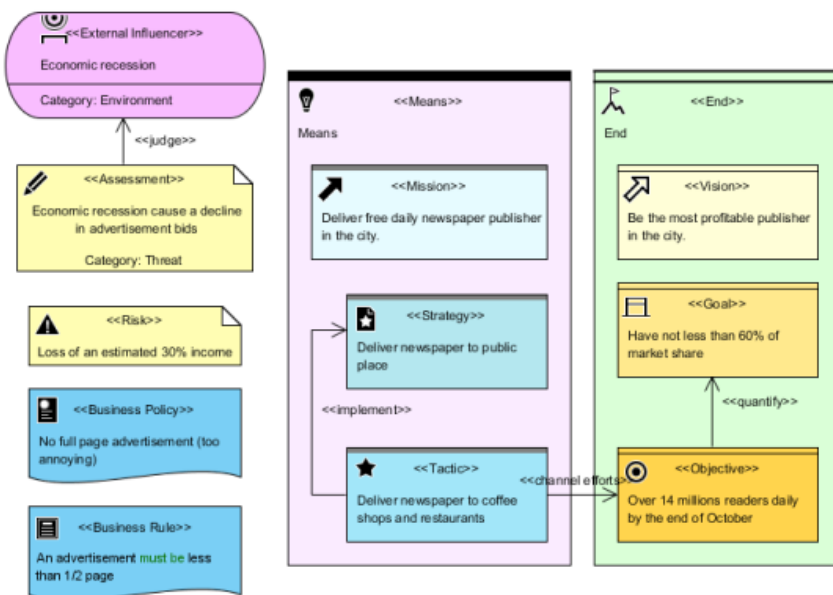 <<External Influencer>>
Economic recession
Category: Environment
<<judge>>
<<Assessment>>
Economic recession cause a decline
in advertisement bids
Category: Threat
<<Risk>>
Loss of an estimated 30% income
<<Business Policy>>
No full page advertisement (too
annoying)
<<Business Rule>>
An advertisement must be less
than 1/2 page
<<Means>>
Means
<<Mission>>
Deliver free daily newspaper publisher
in the city.
<<Strategy>>
Deliver newspaper to public
place
<<implement>>
<<Tactic>>
Deliver newspaper to coffee
shops and restaurants
<<channel efforts>>
<<End>>
End
<<Vision>>
Be the most profitable publisher
in the city.
<<Goal>>
Have not less than 60% of
market share
<<quantify>>
<<Objective>>
Over 14 millions readers daily
by the end of October